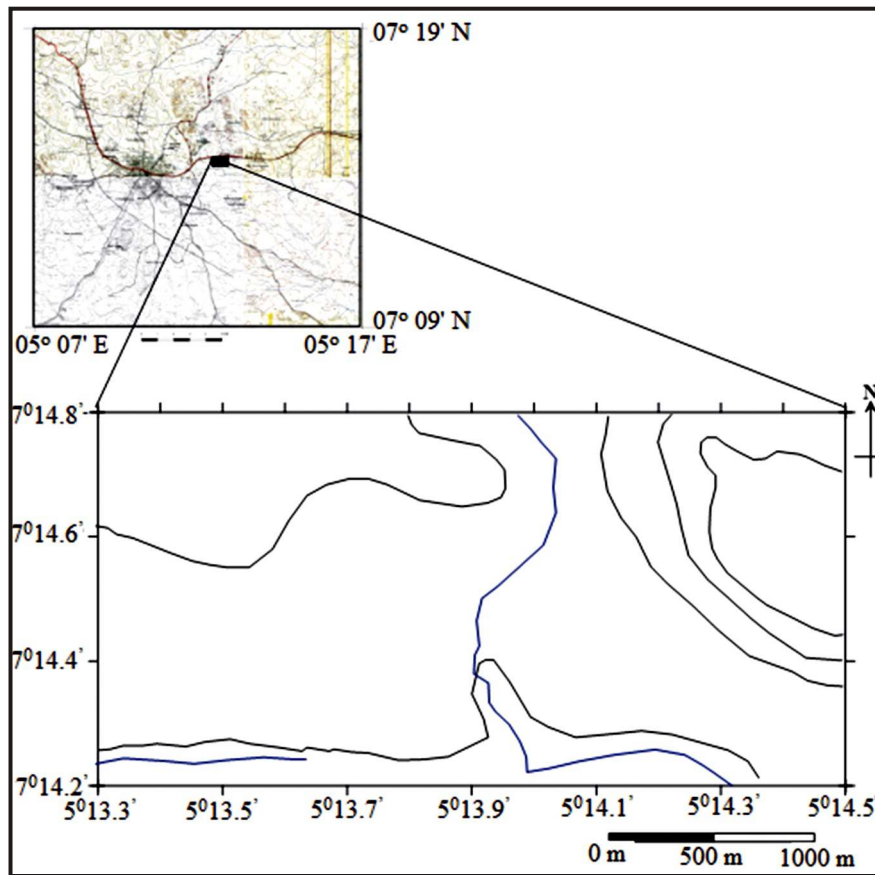 07° 19' N
07° 09' N
05° 07' E 05° 17' E
N
7⁰14.8'
7⁰14.6'
7⁰14.4'
7⁰14.2'
5⁰13.3' 5⁰13.5' 5⁰13.7' 5⁰13.9' 5⁰14.1' 5⁰14.3' 5⁰14.5'
0 m 500 m 1000 m